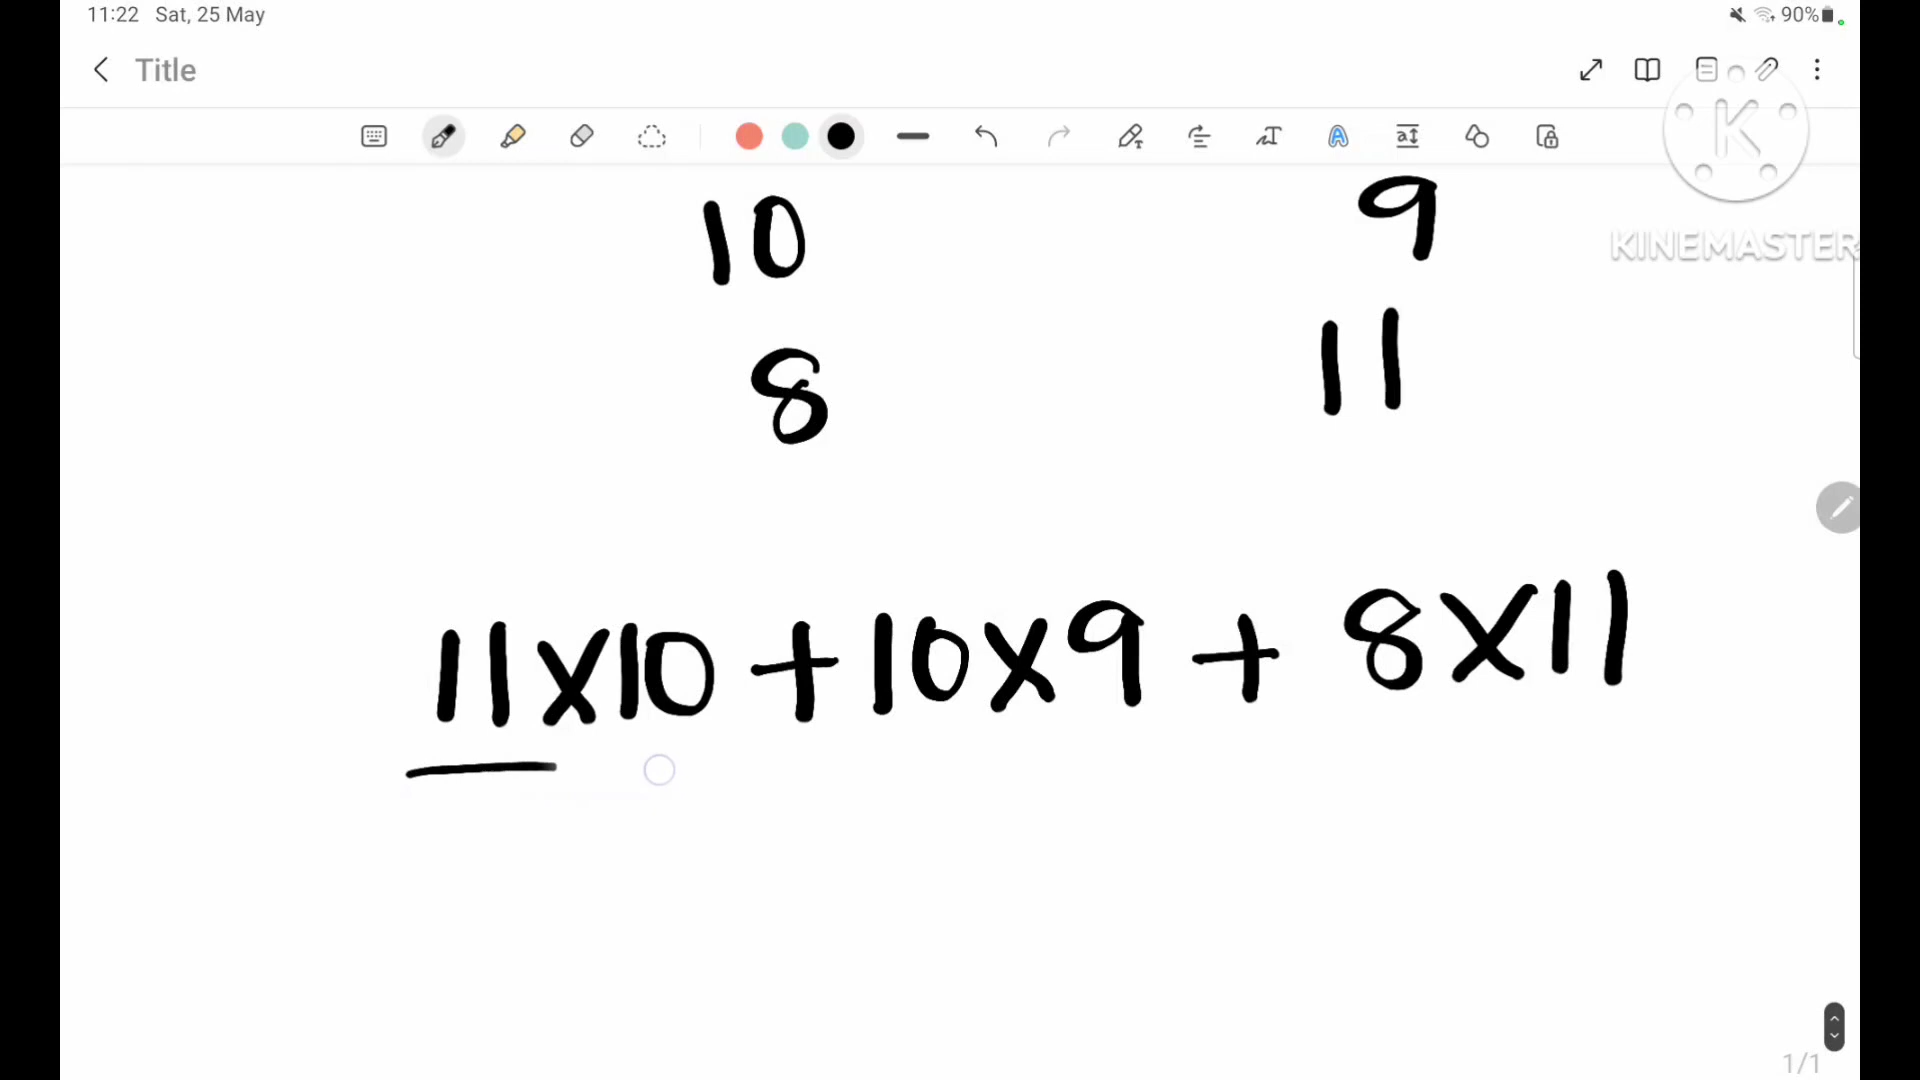 11:22 Sat, 25 May 90%
Title
KINEMASTER
10 9
8 11
11x10 + 10x9 + 8x11
1/1